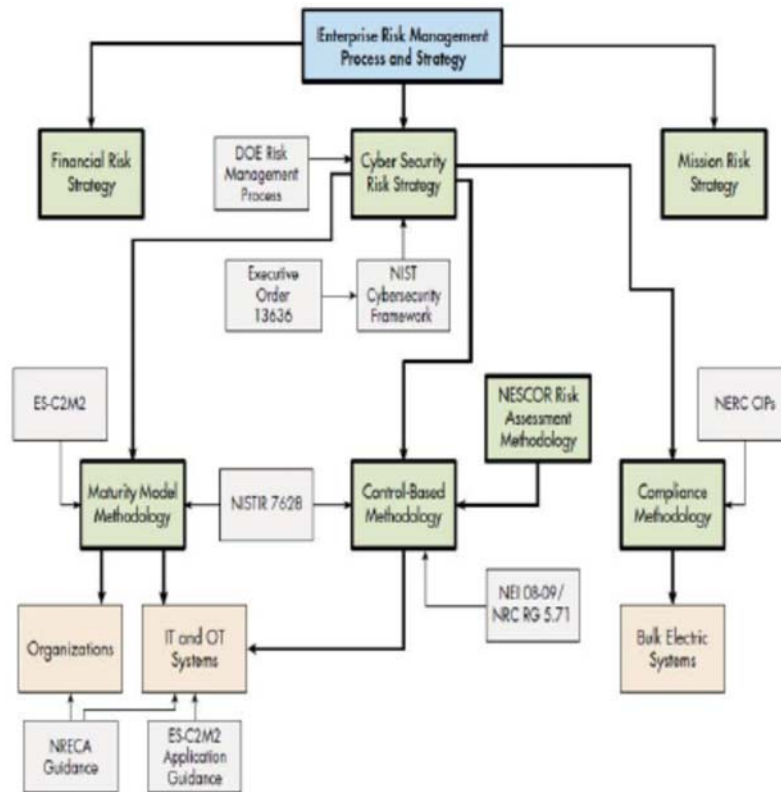 Enterprise Risk Management
Process and Strategy
Financial Risk
Strategy
DOE Risk
Management
Process
Cyber Security
Risk Strategy
Mission Risk
Strategy
Executive
Order
13636
NIST
Cybersecurity
Framework
ES-C2M2
NESCOR Risk
Assessment
Methodology
NERC CIPs
Maturity Model
Methodology
NISTIR 7628
Control-Based
Methodology
Compliance
Methodology
NEI 08-09/
NRC RG 5.71
Organizations
IT and OT
Systems
Bulk Electric
Systems
NRECA
Guidance
ES-C2M2
Application
Guidance